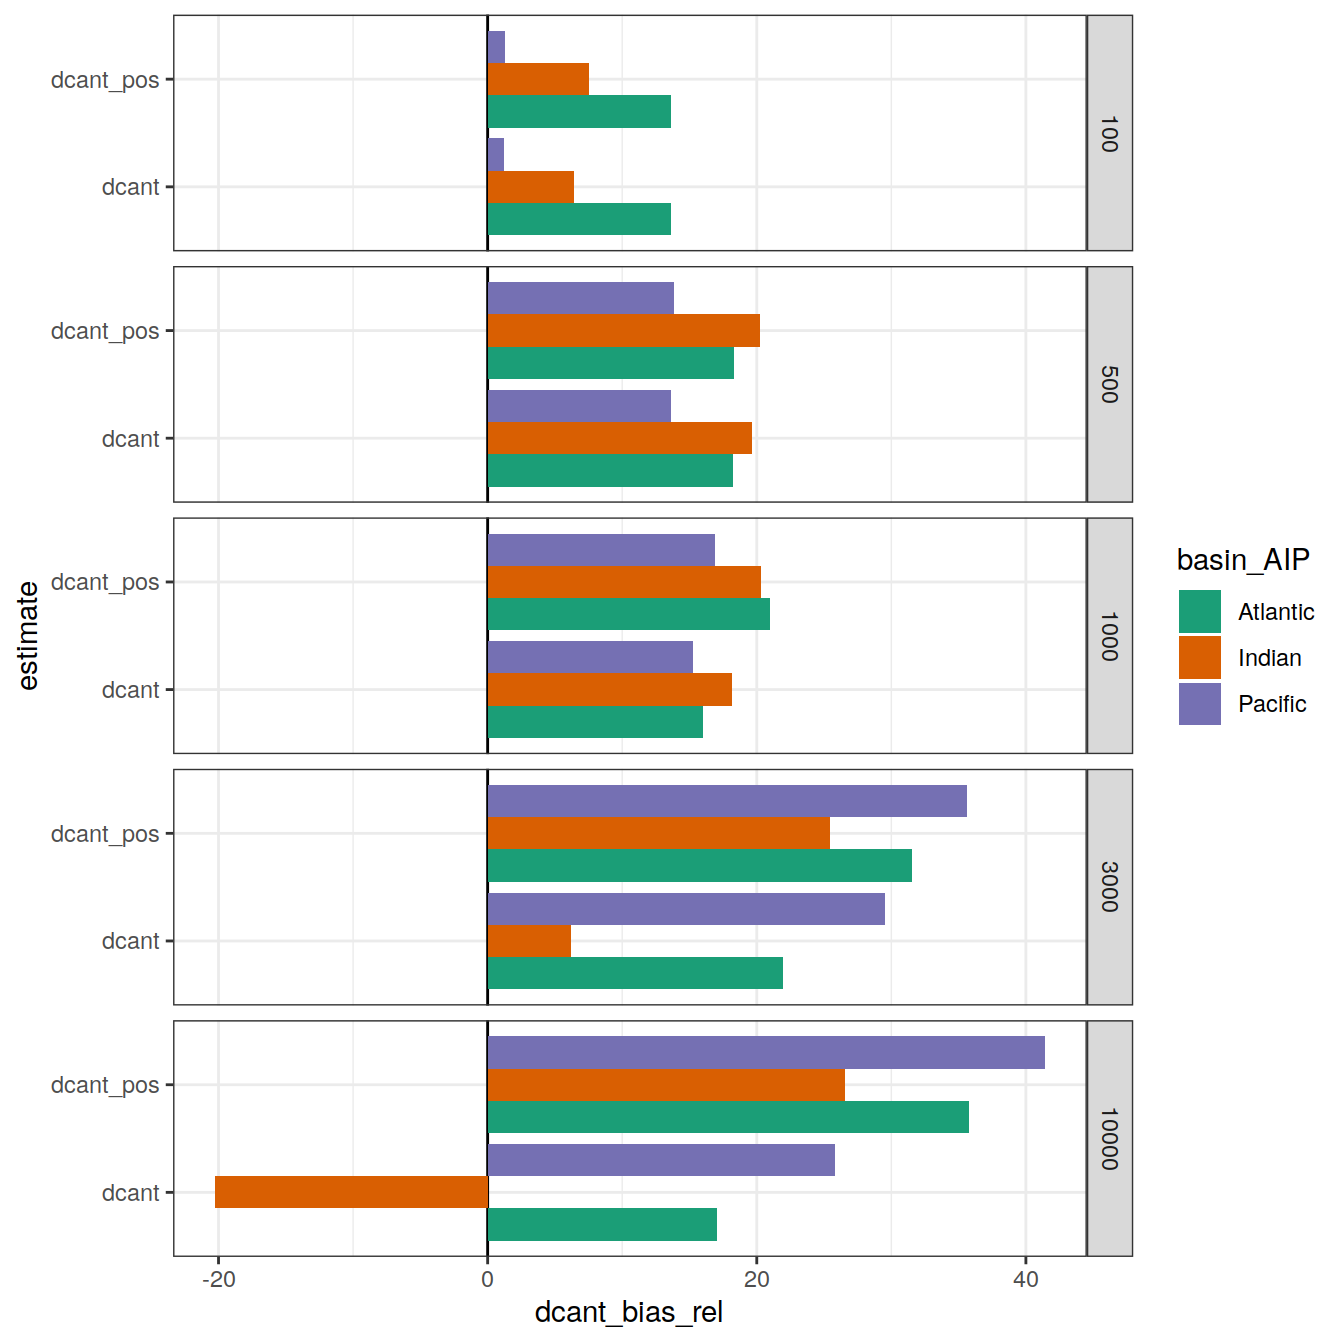 dcant_pos
dcant
100
dcant_pos
dcant
500
dcant_pos
dcant
1000
dcant_pos
dcant
3000
dcant_pos
dcant
10000
-20 0 20 40
dcant_bias_rel
estimate
basin_AIP
Atlantic
Indian
Pacific